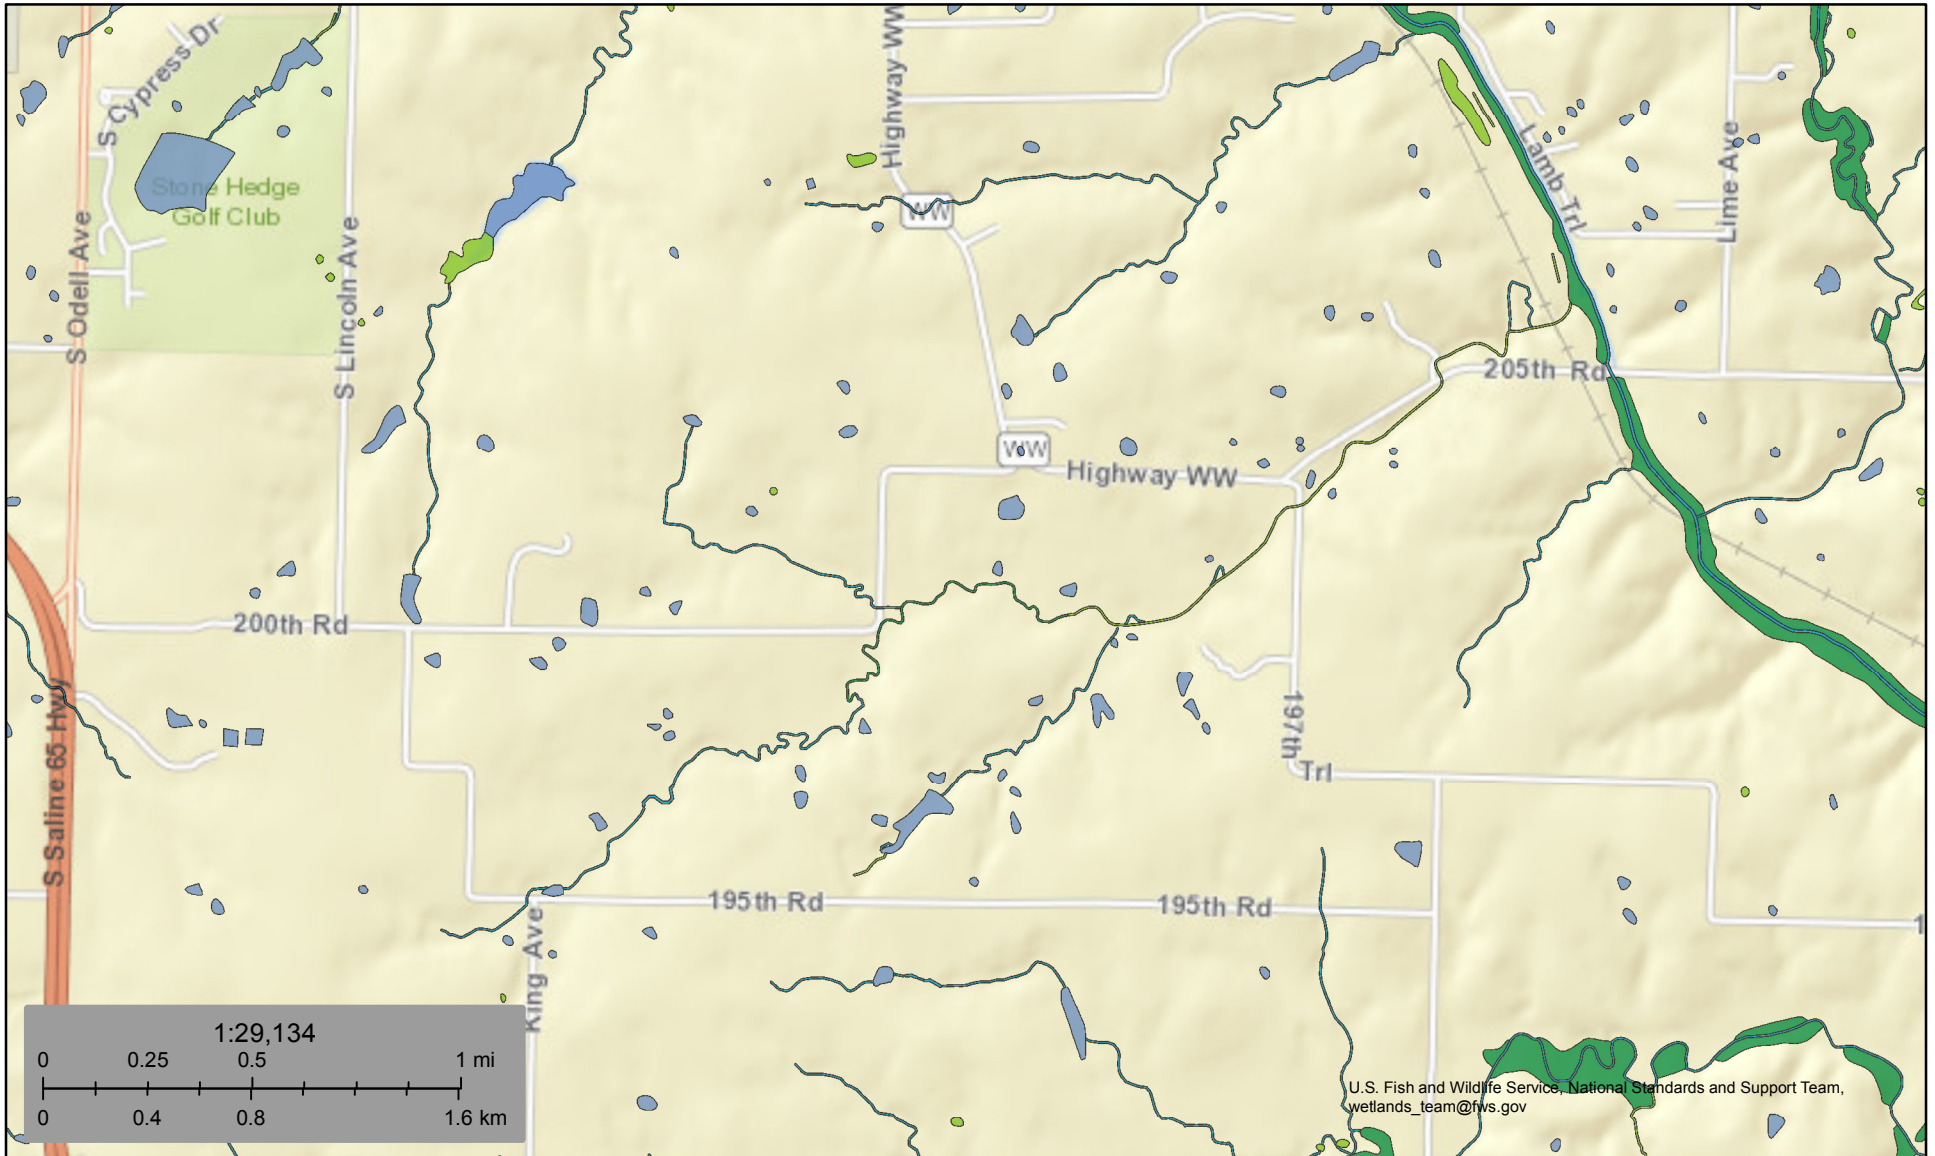 S Cypress Dr
Highway WW
Stone Hedge
Golf Club
S Odell Ave
S Lincoln Ave
WW
Lamb Trl
Lime Ave
205th Rd
WW
Highway WW
200th Rd
S Saline 65 Hwy
197th
Trl
195th Rd
195th Rd
1
King Ave
1:29,134
0 0.25 0.5 1 mi
0 0.4 0.8 1.6 km
U.S. Fish and Wildlife Service, National Standards and Support Team,
wetlands_team@fws.gov